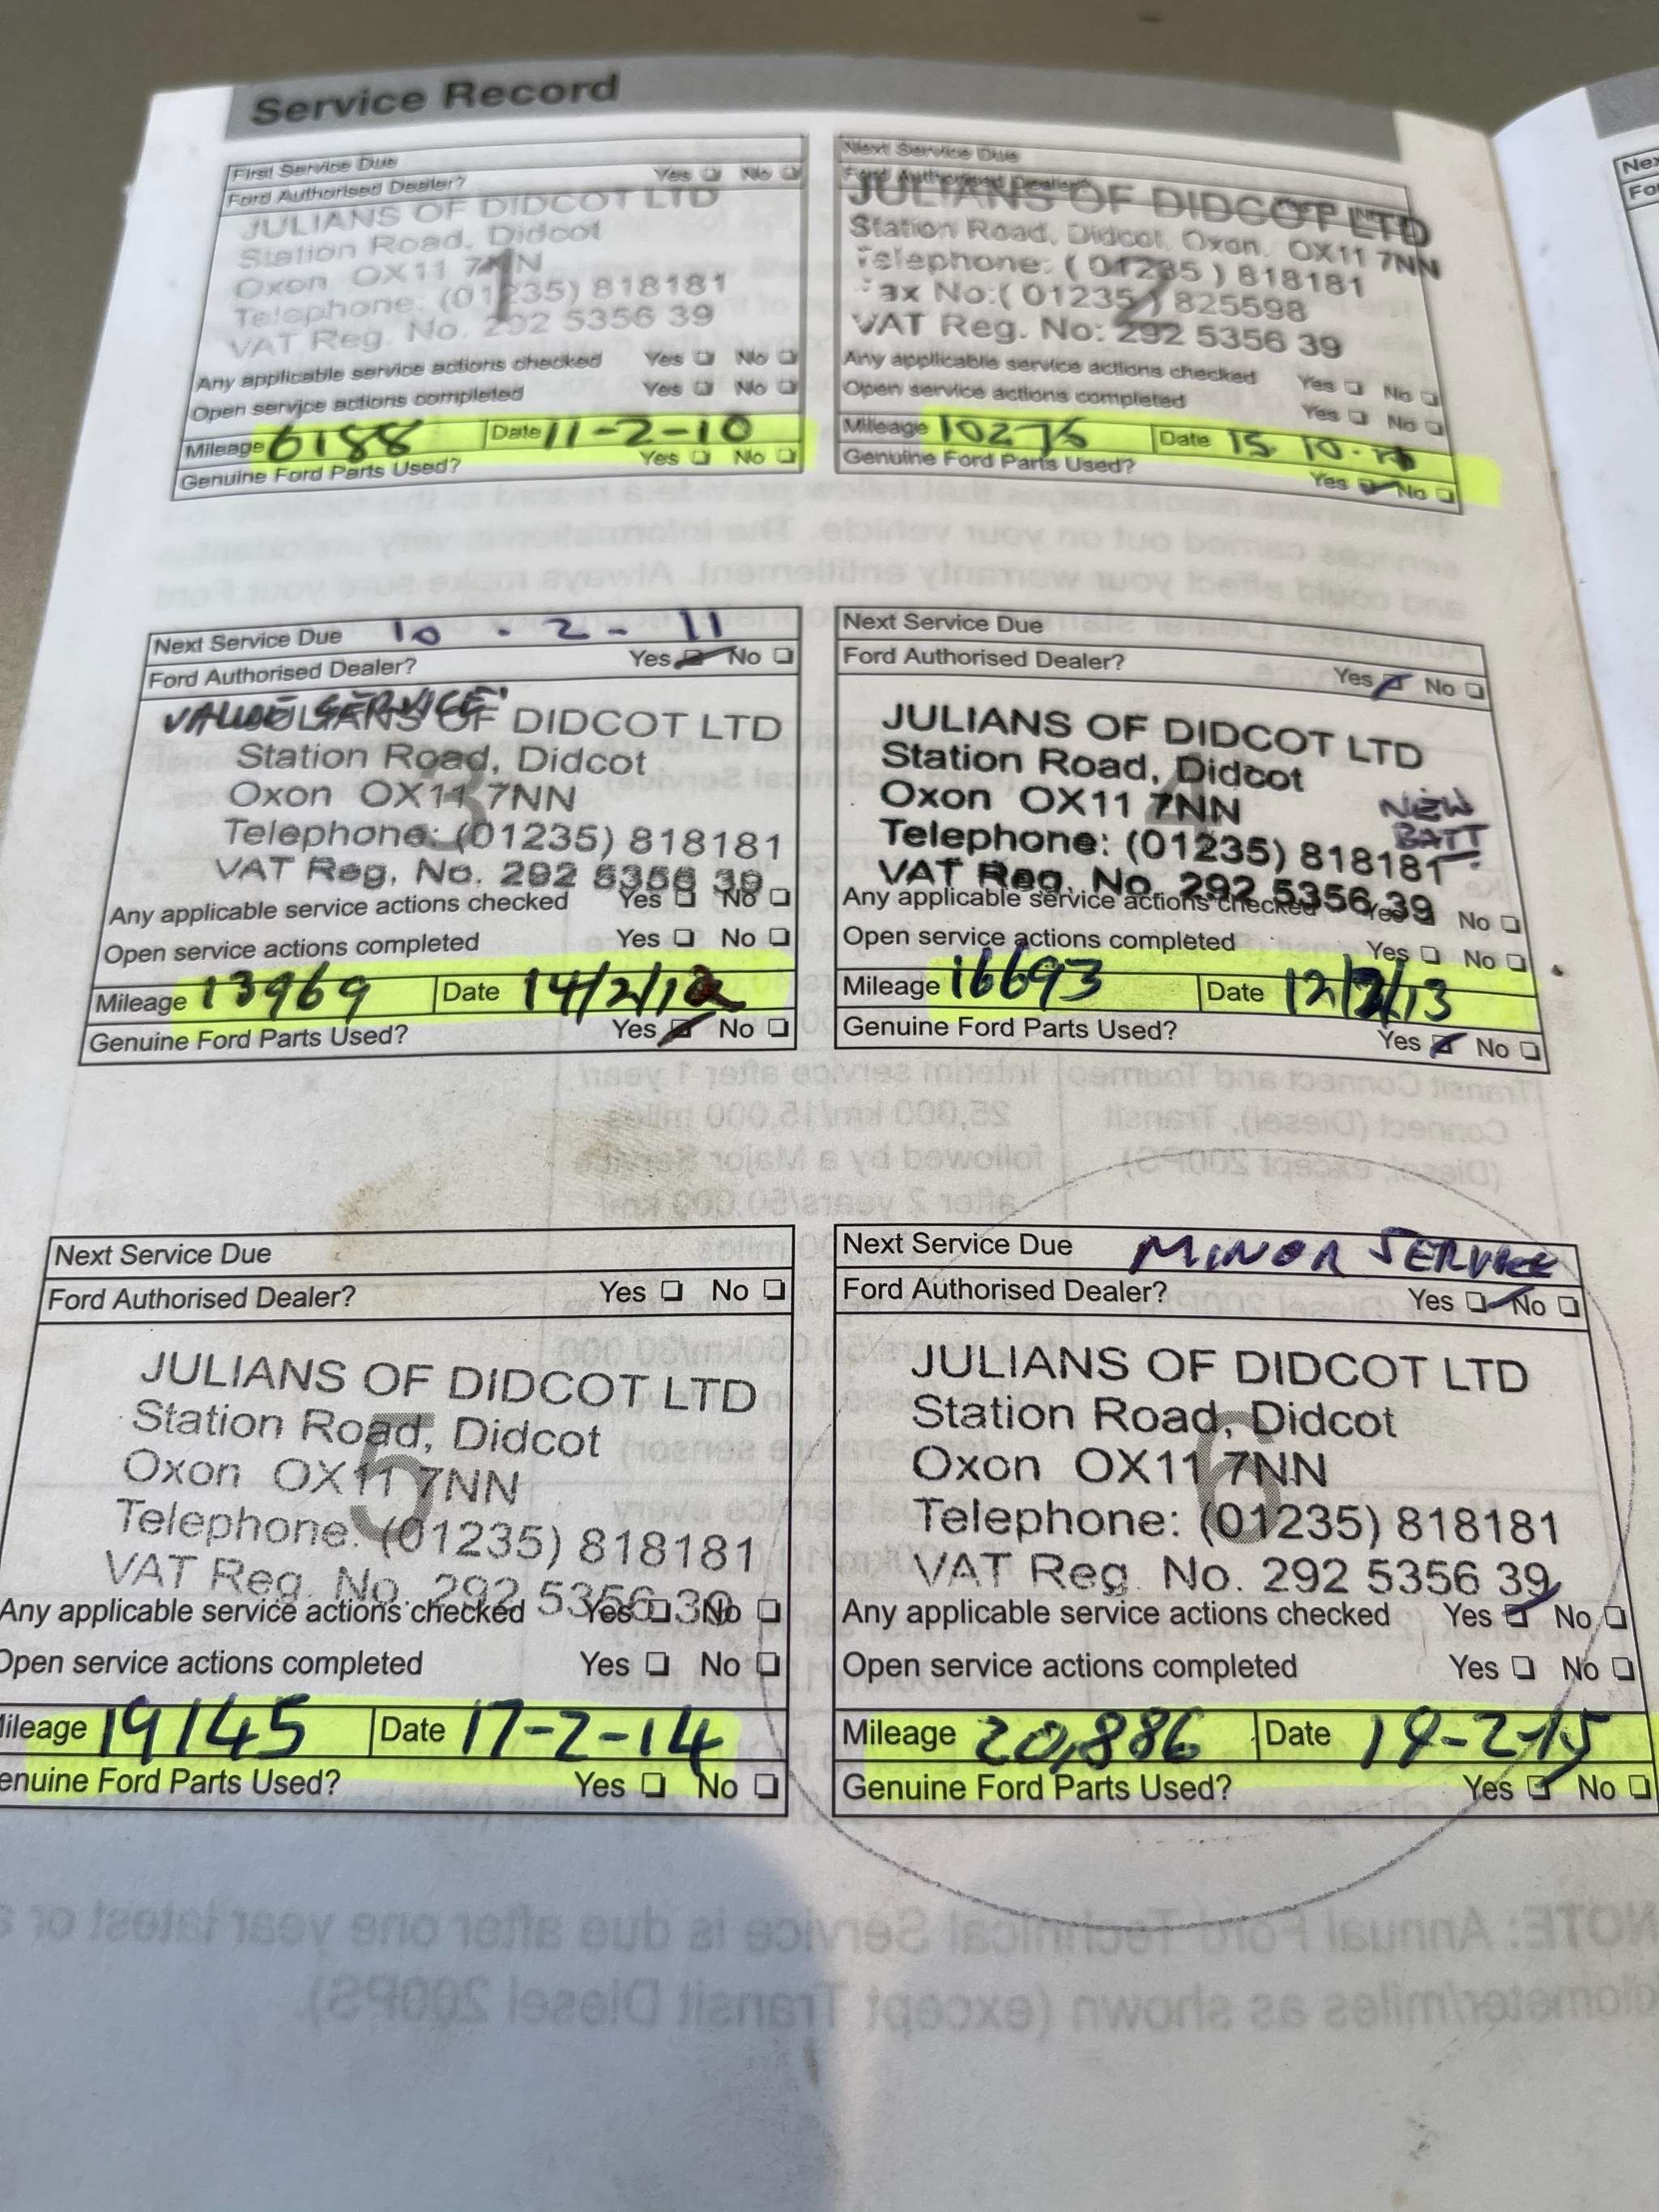 Service Record
First Service Due
Ford Authorised Dealer? Yes No
JULIANS OF DIDCOT LTD
Station Road, Didcot
Oxon OX11 7NN
1
Telephone: (01235) 818181
VAT Reg. No. 292 5356 39
Any applicable service actions checked Yes No
Open service actions completed Yes No
Mileage 6188 Date 11-2-10
Genuine Ford Parts Used? Yes No
Next Service Due
Ford Authorised Dealer?
JULIANS OF DIDCOT LTD
Station Road, Didcot, Oxon. OX11 7NN
Telephone: (01235) 818181
Fax No:(01235) 825598
2
VAT Reg. No: 292 5356 39
Any applicable service actions checked Yes No
Open service actions completed Yes No
Mileage 10275 Date 15. 10.
Genuine Ford Parts Used? Yes No
Next Service Due 10 - 2 - 11
Ford Authorised Dealer? Yes No
VALUE SERVICE'
JULIANS OF DIDCOT LTD
Station Road, Didcot
Oxon OX11 7NN
3
Telephone: (01235) 818181
VAT Reg. No. 292 5356 39
Any applicable service actions checked Yes No
Open service actions completed Yes No
Mileage 13969 Date 14/2/12
Genuine Ford Parts Used? Yes No
Next Service Due
Ford Authorised Dealer? Yes No
JULIANS OF DIDCOT LTD
Station Road, Didcot
Oxon OX11 7NN
4
NEW
BATT
Telephone: (01235) 818181
VAT Reg. No. 292 5356 39
Any applicable service actions checked Yes No
Open service actions completed Yes No
Mileage 16693 Date 12/2/13
Genuine Ford Parts Used? Yes No
Next Service Due
Ford Authorised Dealer? Yes No
JULIANS OF DIDCOT LTD
Station Road, Didcot
Oxon OX11 7NN
5
Telephone: (01235) 818181
VAT Reg. No. 292 5356 39
Any applicable service actions checked Yes No
Open service actions completed Yes No
Mileage 19145 Date 17-2-14
Genuine Ford Parts Used? Yes No
Next Service Due MINOR SERVICE
Ford Authorised Dealer? Yes No
JULIANS OF DIDCOT LTD
Station Road, Didcot
Oxon OX11 7NN
6
Telephone: (01235) 818181
VAT Reg. No. 292 5356 39
Any applicable service actions checked Yes No
Open service actions completed Yes No
Mileage 20,886 Date 19-2-15
Genuine Ford Parts Used? Yes No